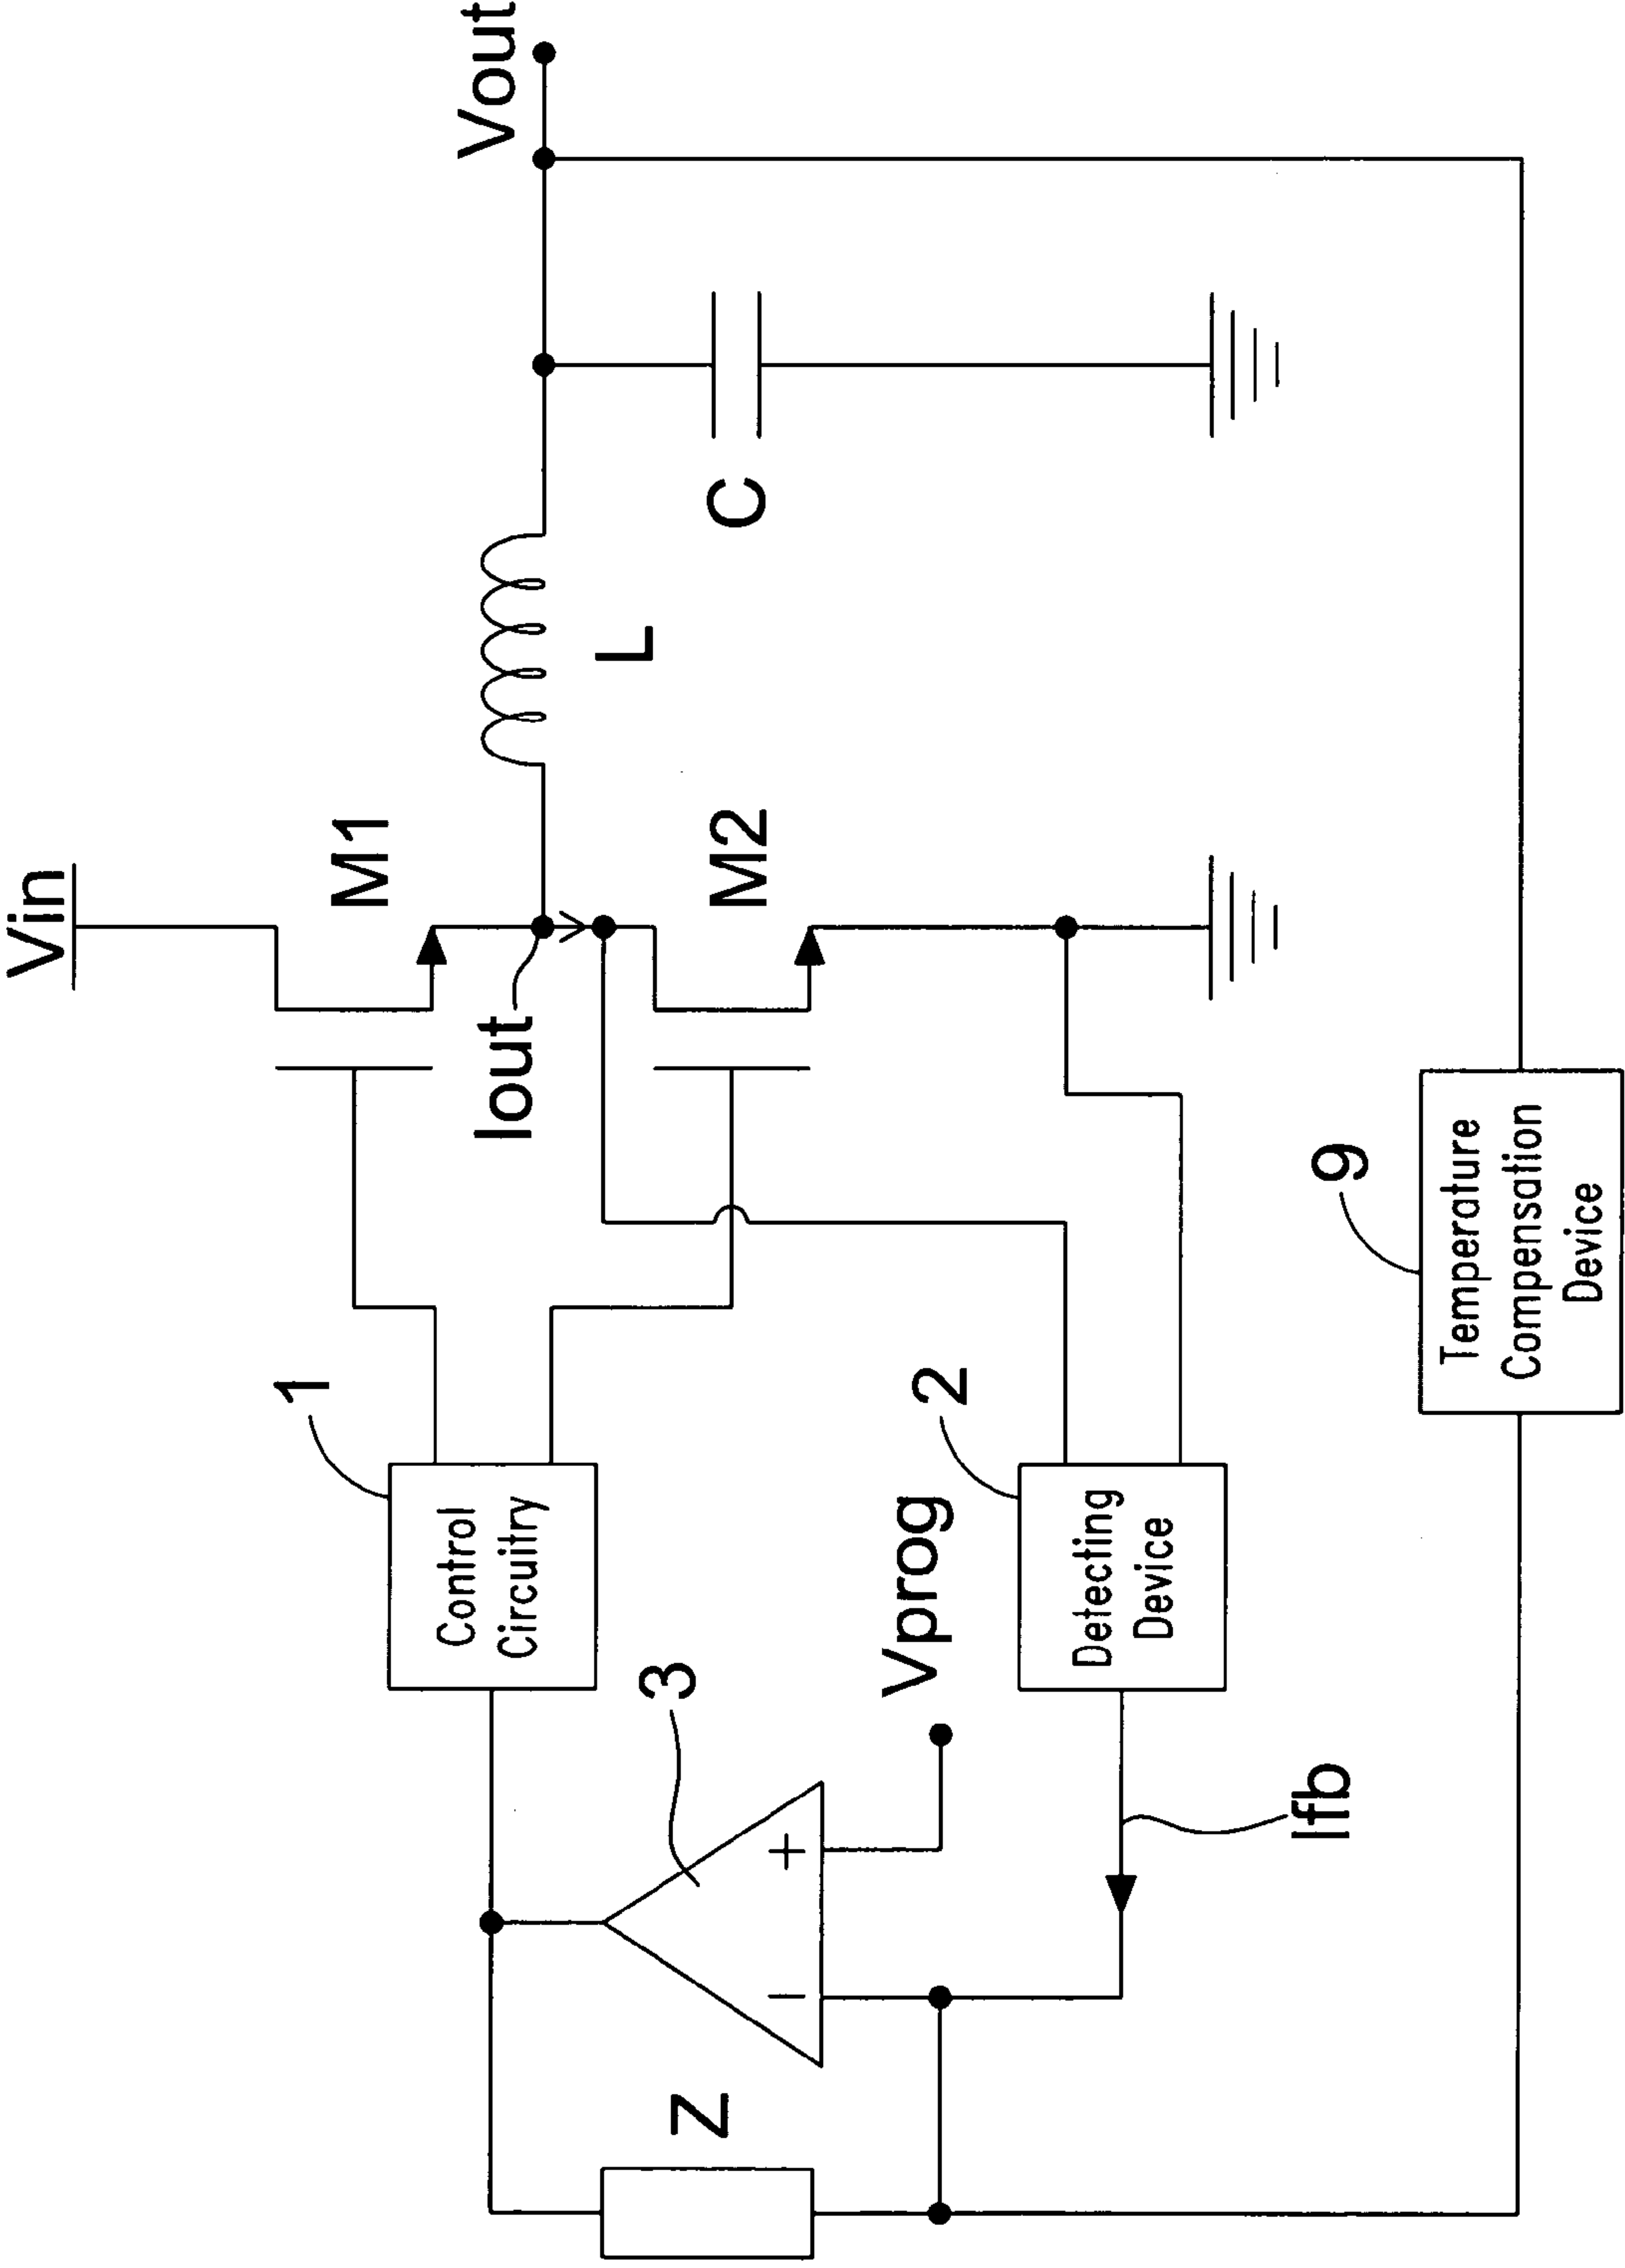 Vin
M1
Iout
L
Vout
M2
C
1
Control
Circuitry
3
Z
+
−
Vprog
2
Detecting
Device
Ifb
9
Temperature
Compensation
Device